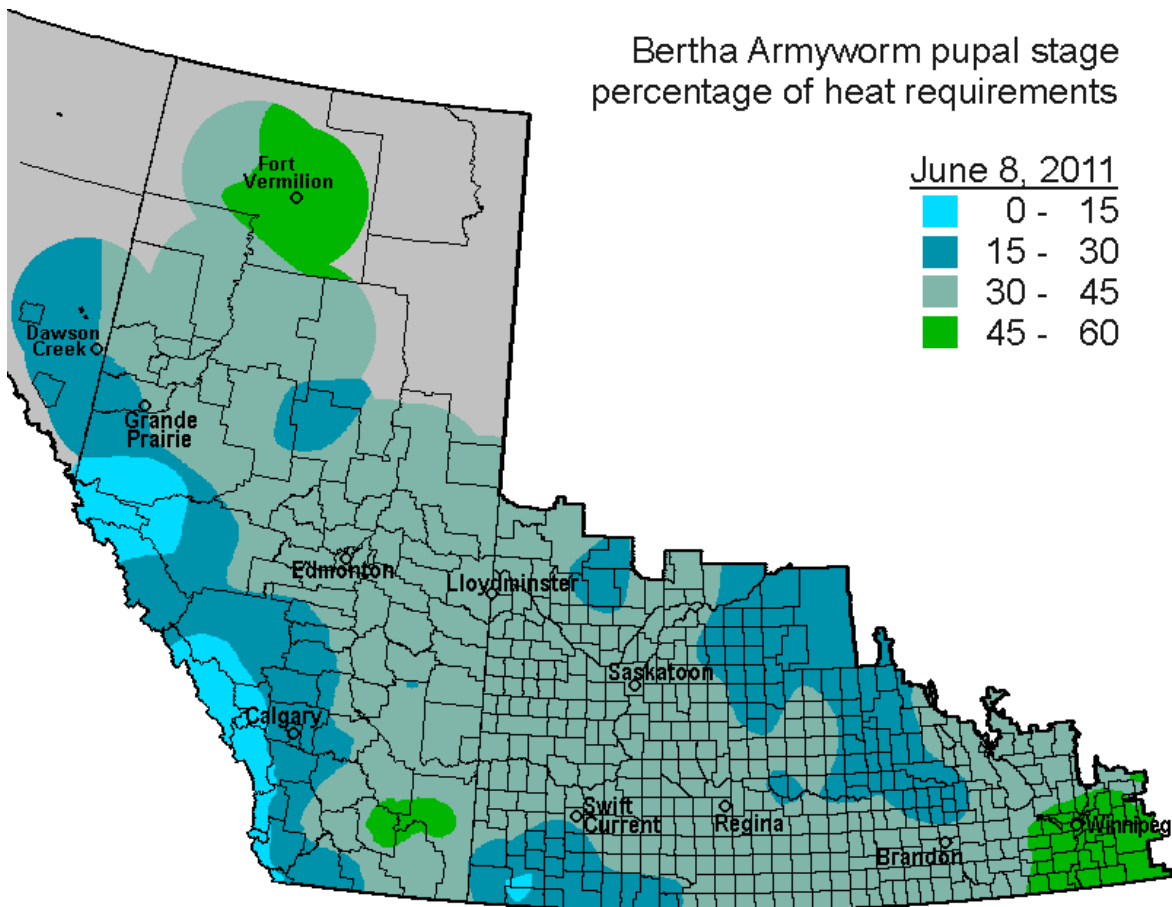 Bertha Armyworm pupal stage
percentage of heat requirements
June 8, 2011
0 - 15
15 - 30
30 - 45
45 - 60
Fort
Vermilion
Dawson
Creek
Grande
Prairie
Edmonton
Lloydminster
Saskatoon
Calgary
Swift
Current
Regina
Brandon
Winnipeg